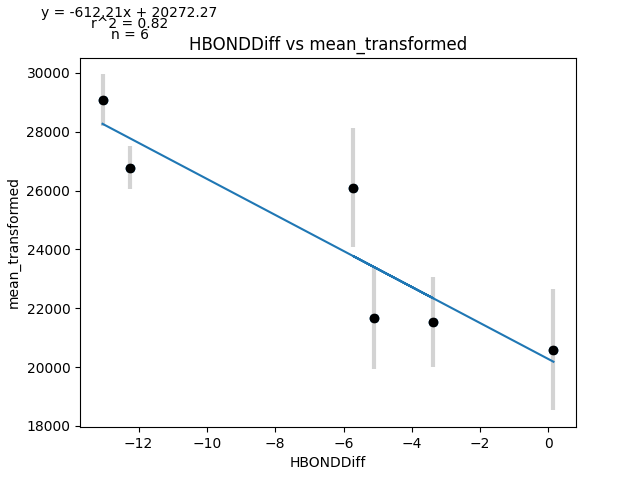 y = -612.21x + 20272.27
r^2 = 0.82
n = 6
HBONDDiff vs mean_transformed
30000
28000
26000
24000
22000
20000
18000
mean_transformed
−12
−10
−8
−6
−4
−2
0
HBONDDiff